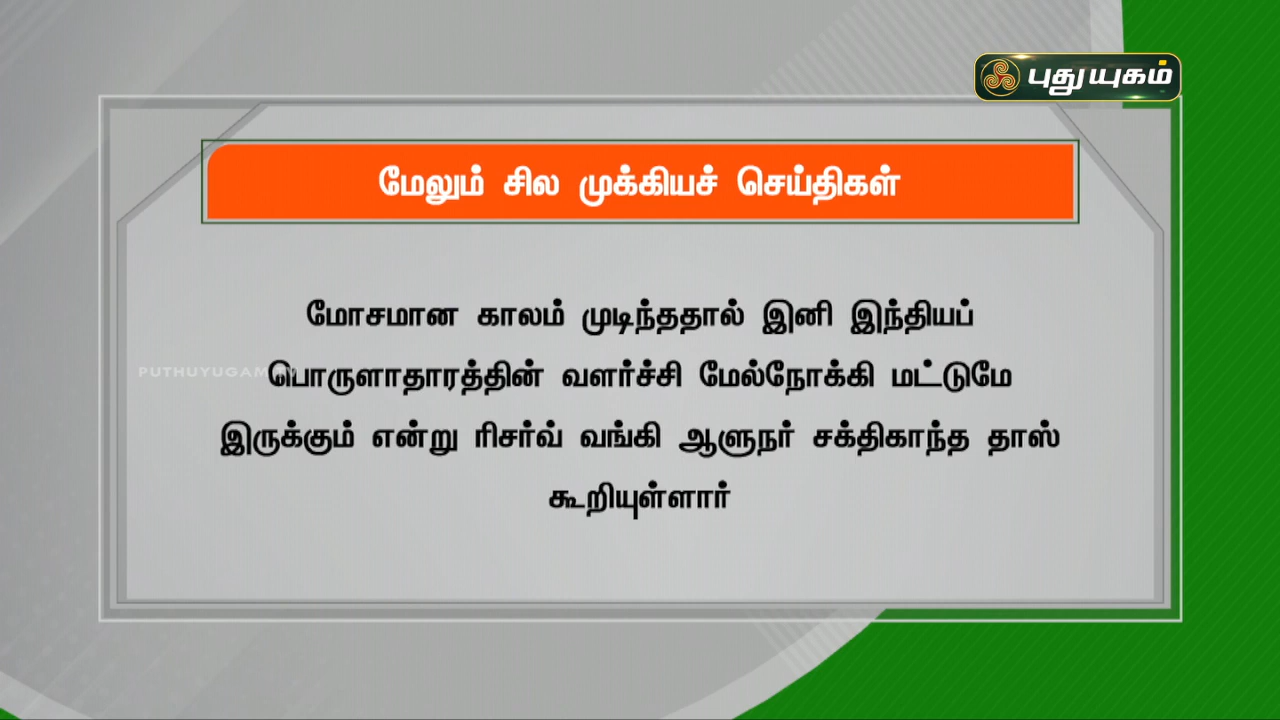 புதுயுகம்
மேலும் சில முக்கியச் செய்திகள்
மோசமான காலம் முடிந்ததால் இனி இந்தியப்
பொருளாதாரத்தின் வளர்ச்சி மேல்நோக்கி மட்டுமே
இருக்கும் என்று ரிசர்வ் வங்கி ஆளுநர் சக்திகாந்த தாஸ்
கூறியுள்ளார்
PUTHUYUGAM TV